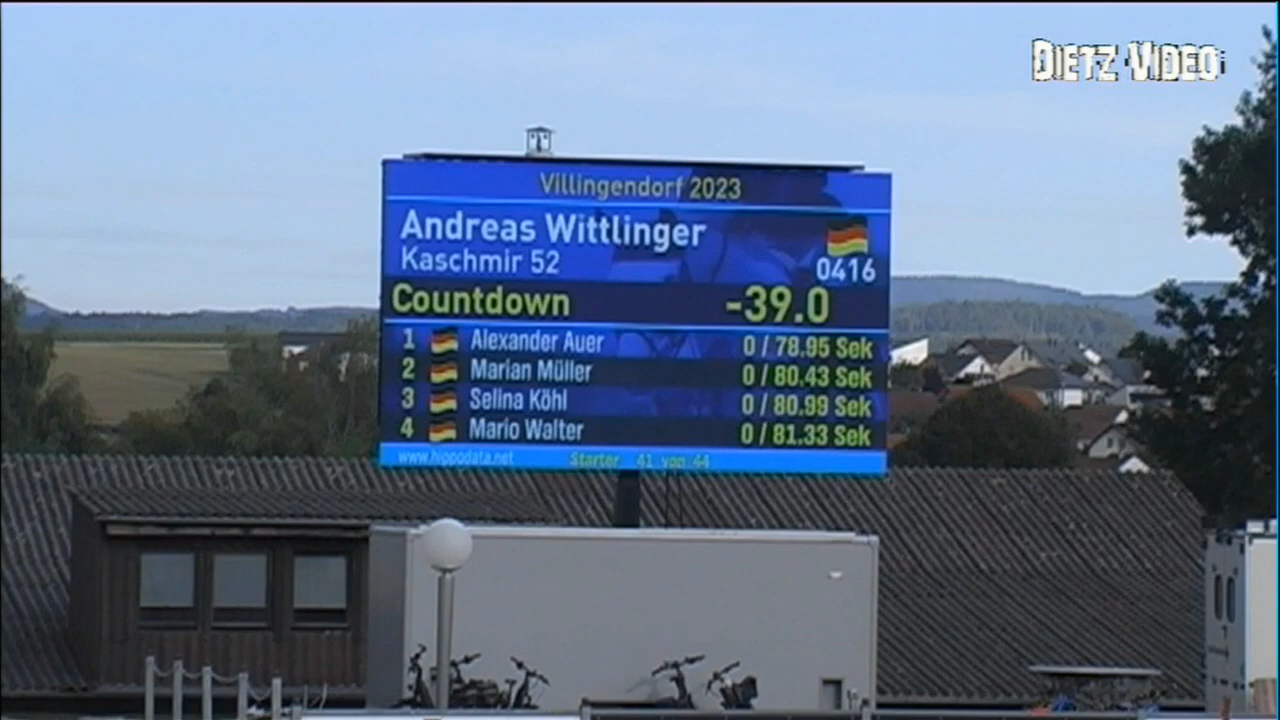 DIETZ VIDEO
Villingendorf 2023
Andreas Wittlinger
Kaschmir 52
0416
Countdown -39.0
1 Alexander Auer 0 / 78.95 Sek
2 Marian Müller 0 / 80.43 Sek
3 Selina Köhl 0 / 80.99 Sek
4 Mario Walter 0 / 81.33 Sek
www.hippodata.net Starter 41 von 44